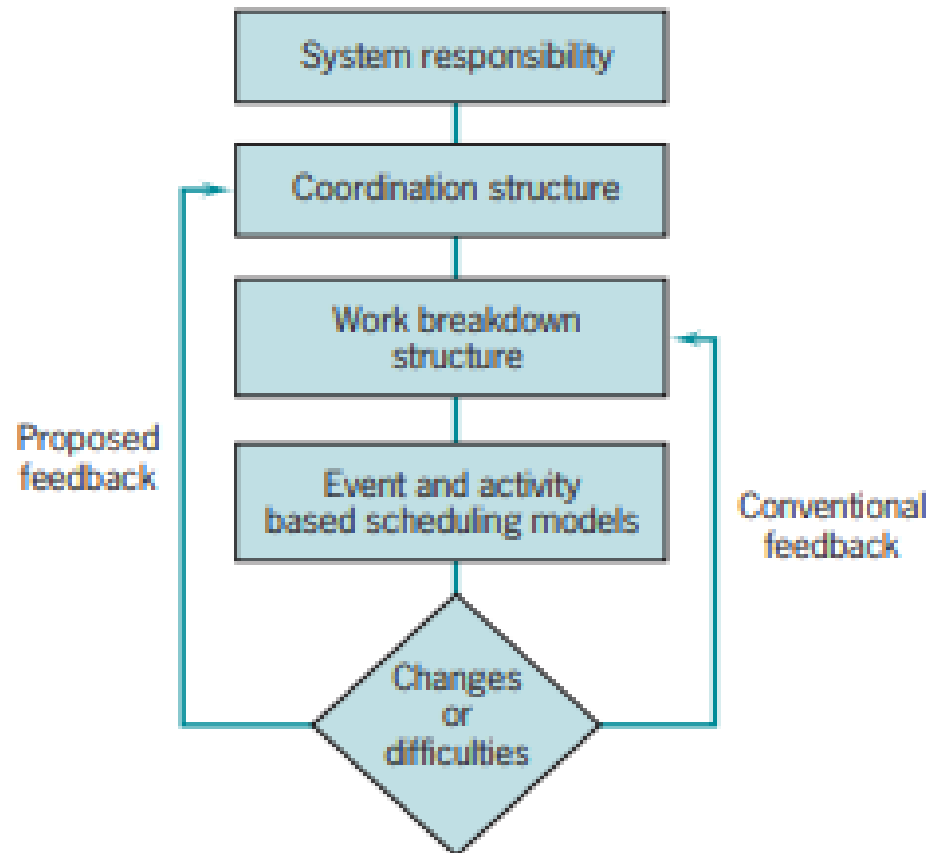 System responsibility
Coordination structure
Work breakdown
structure
Proposed
feedback
Event and activity
based scheduling models
Conventional
feedback
Changes
or
difficulties